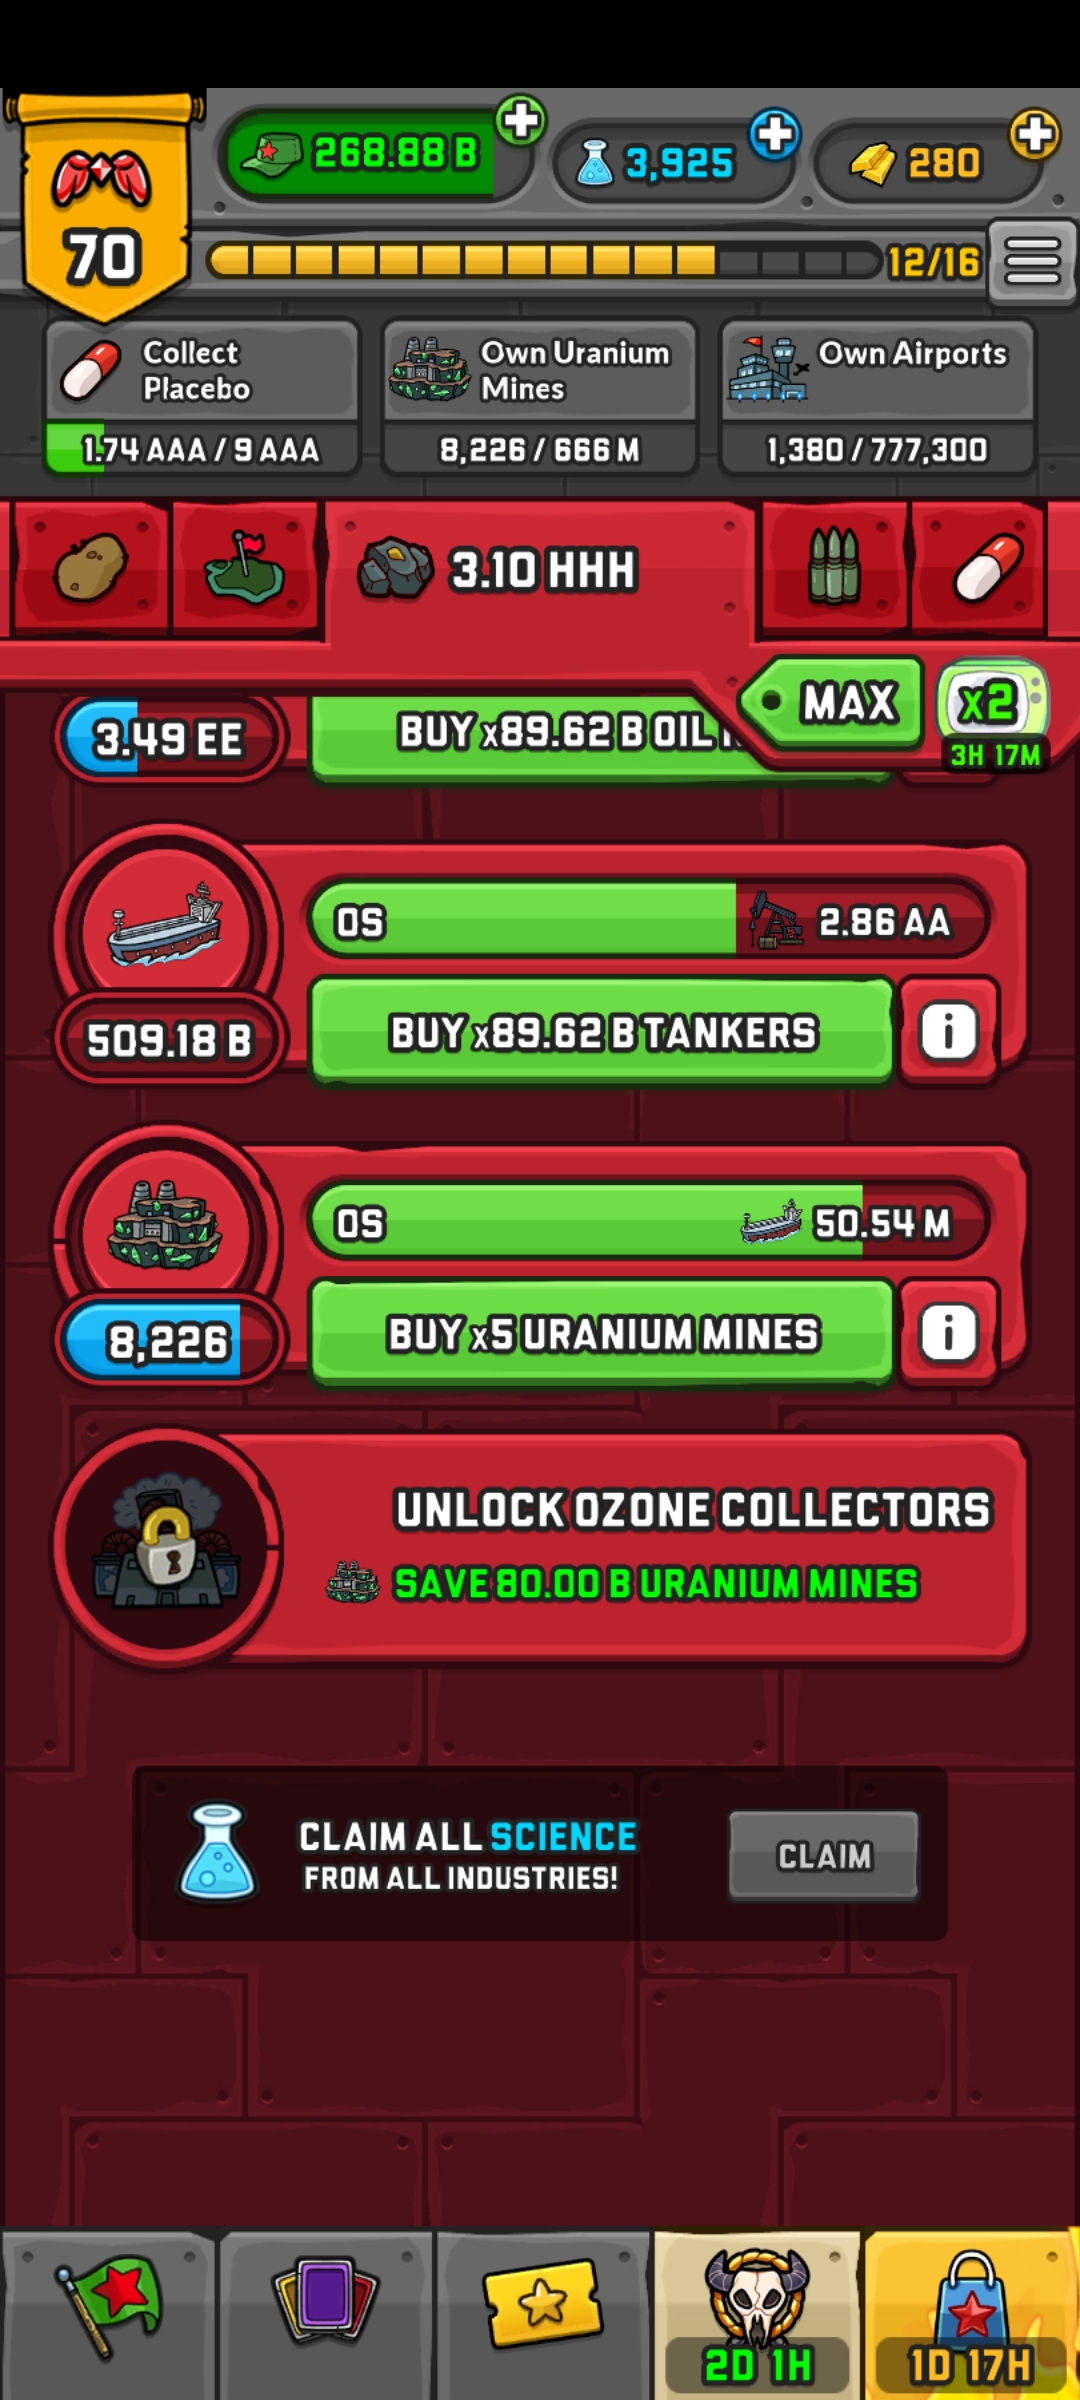 70
268.88 B
3,925
280
12/16
Collect
Placebo
1.74 AAA / 9 AAA
Own Uranium
Mines
8,226 / 666 M
Own Airports
1,380 / 777,300
3.10 HHH
MAX
x2
3H 17M
3.49 EE
BUY x89.62 B OIL
0S
2.86 AA
509.18 B
BUY x89.62 B TANKERS
i
0S
50.54 M
8,226
BUY x5 URANIUM MINES
i
UNLOCK OZONE COLLECTORS
SAVE 80.00 B URANIUM MINES
CLAIM ALL SCIENCE
FROM ALL INDUSTRIES!
CLAIM
2D 1H
1D 17H